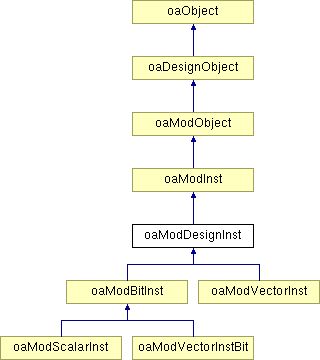 oaObject
oaDesignObject
oaModObject
oaModInst
oaModDesignInst
oaModBitInst oaModVectorInst
oaModScalarInst oaModVectorInstBit